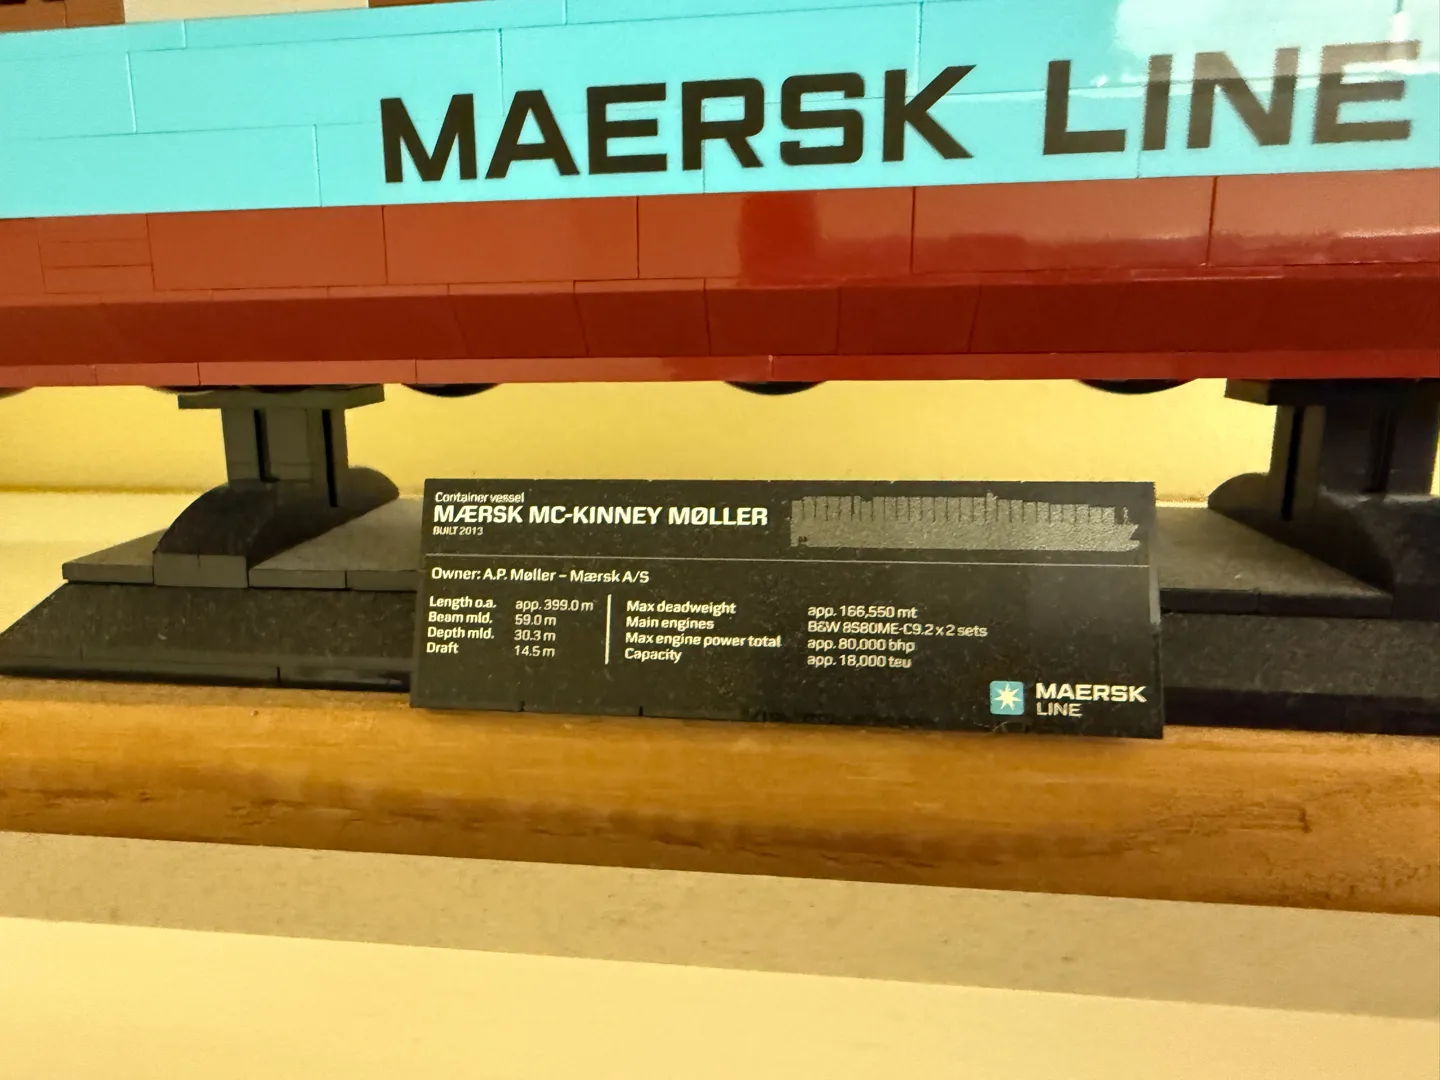 MAERSK LINE
Container vessel
MÆRSK MC-KINNEY MØLLER
BUILT 2013
Owner: A.P. Møller – Mærsk A/S
Length o.a. app. 399.0 m
Beam mld. 59.0 m
Depth mld. 30.3 m
Draft 14.5 m
Max deadweight app. 166,550 mt
Main engines B&W 8S80ME-C9.2 x 2 sets
Max engine power total app. 80,000 bhp
Capacity app. 18,000 teu
MAERSK
LINE